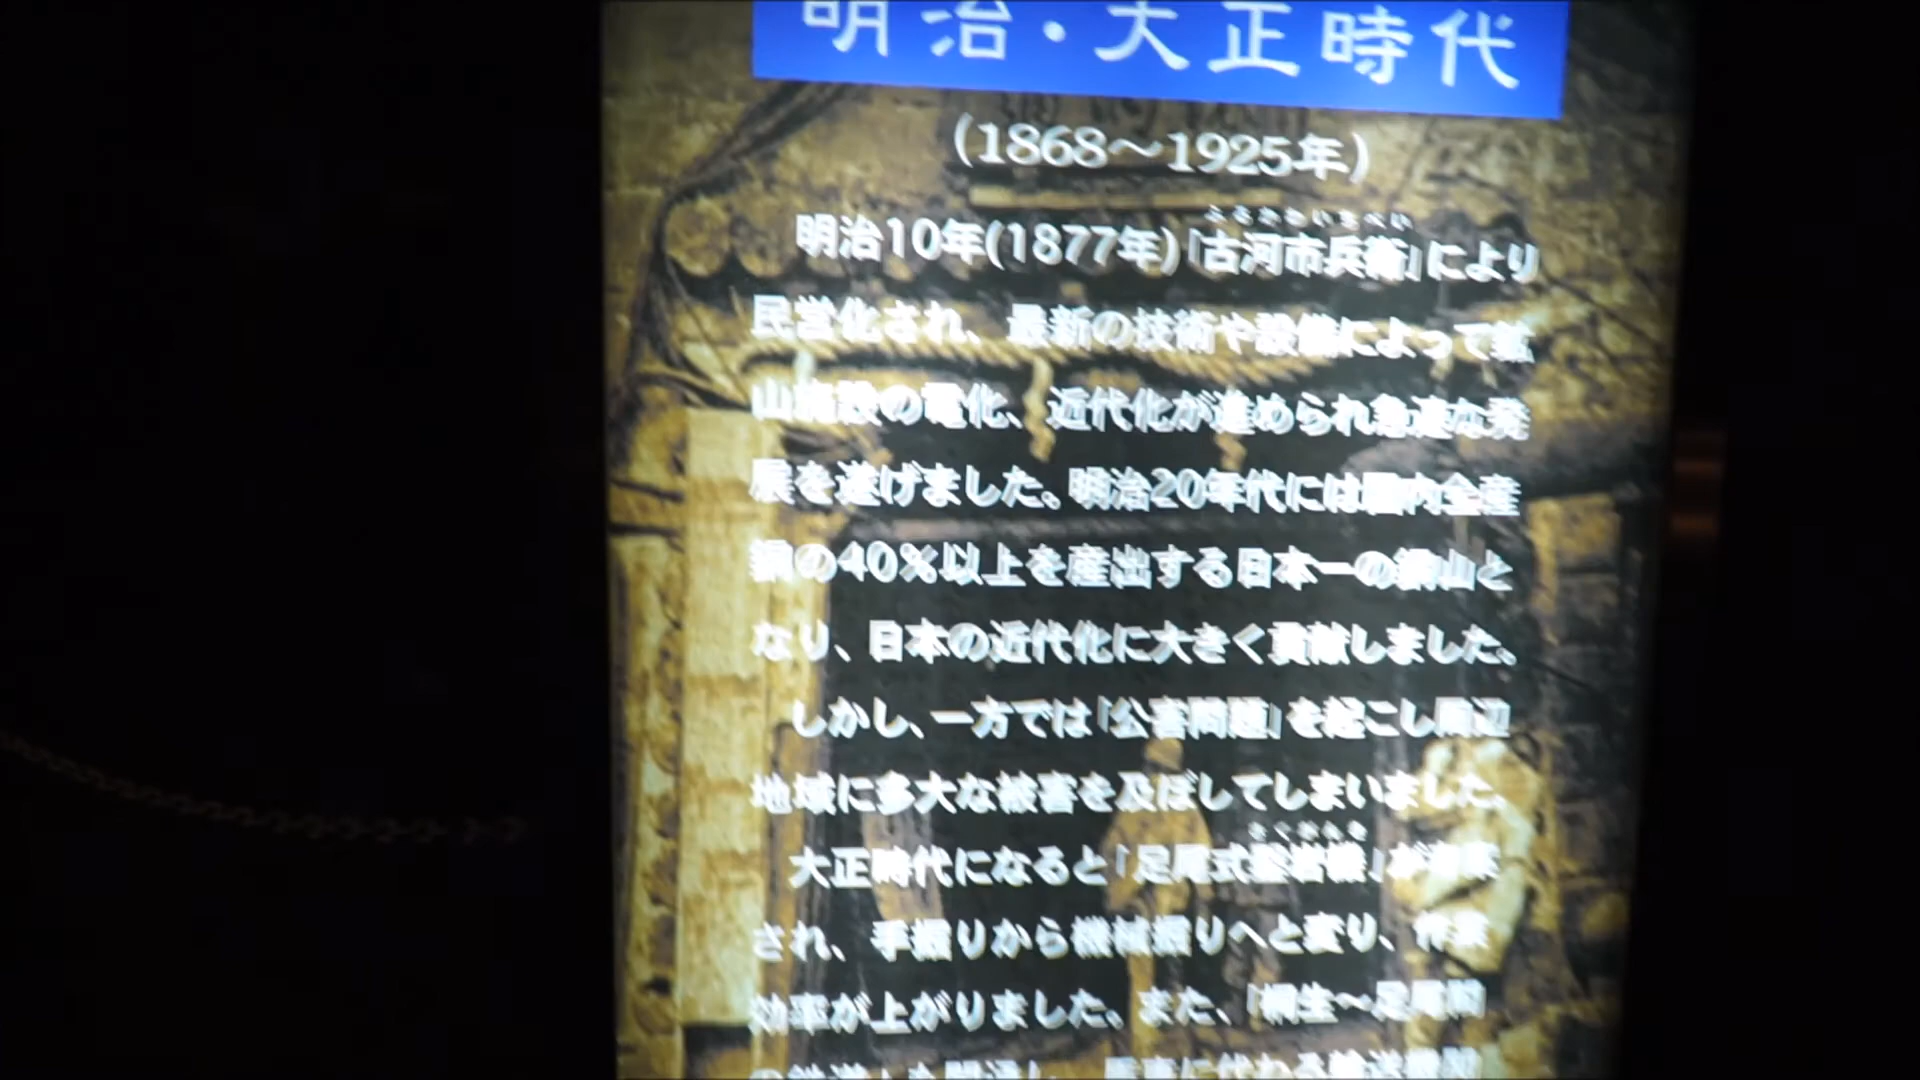 明治・大正時代
(1868～1925年)
ふるかわいちべい
明治10年(1877年)「古河市兵衛」により
民営化され、最新の技術や設備によって鉱
山施設の電化、近代化が進められ急速な発
展を遂げました。明治20年代には国内全産
銅の40％以上を産出する日本一の銅山と
なり、日本の近代化に大きく貢献しました。
しかし、一方では「公害問題」を起こし周辺
地域に多大な被害を及ぼしてしまいました。
さくがんき
大正時代になると「足尾式鑿岩機」が
され、手掘りから機械掘りへと変り、作業
効率が上がりました。また、「桐生～足尾間